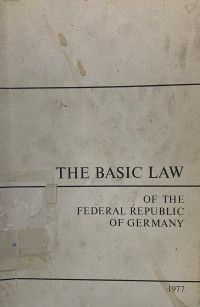 THE BASIC LAW
OF THE
FEDERAL REPUBLIC
OF GERMANY
1977